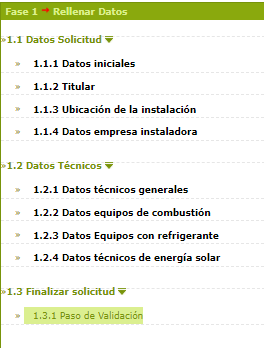 Fase 1 → Rellenar Datos
»1.1 Datos Solicitud
» 1.1.1 Datos iniciales
» 1.1.2 Titular
» 1.1.3 Ubicación de la instalación
» 1.1.4 Datos empresa instaladora
»1.2 Datos Técnicos
» 1.2.1 Datos técnicos generales
» 1.2.2 Datos equipos de combustión
» 1.2.3 Datos Equipos con refrigerante
» 1.2.4 Datos técnicos de energía solar
»1.3 Finalizar solicitud
» 1.3.1 Paso de Validación